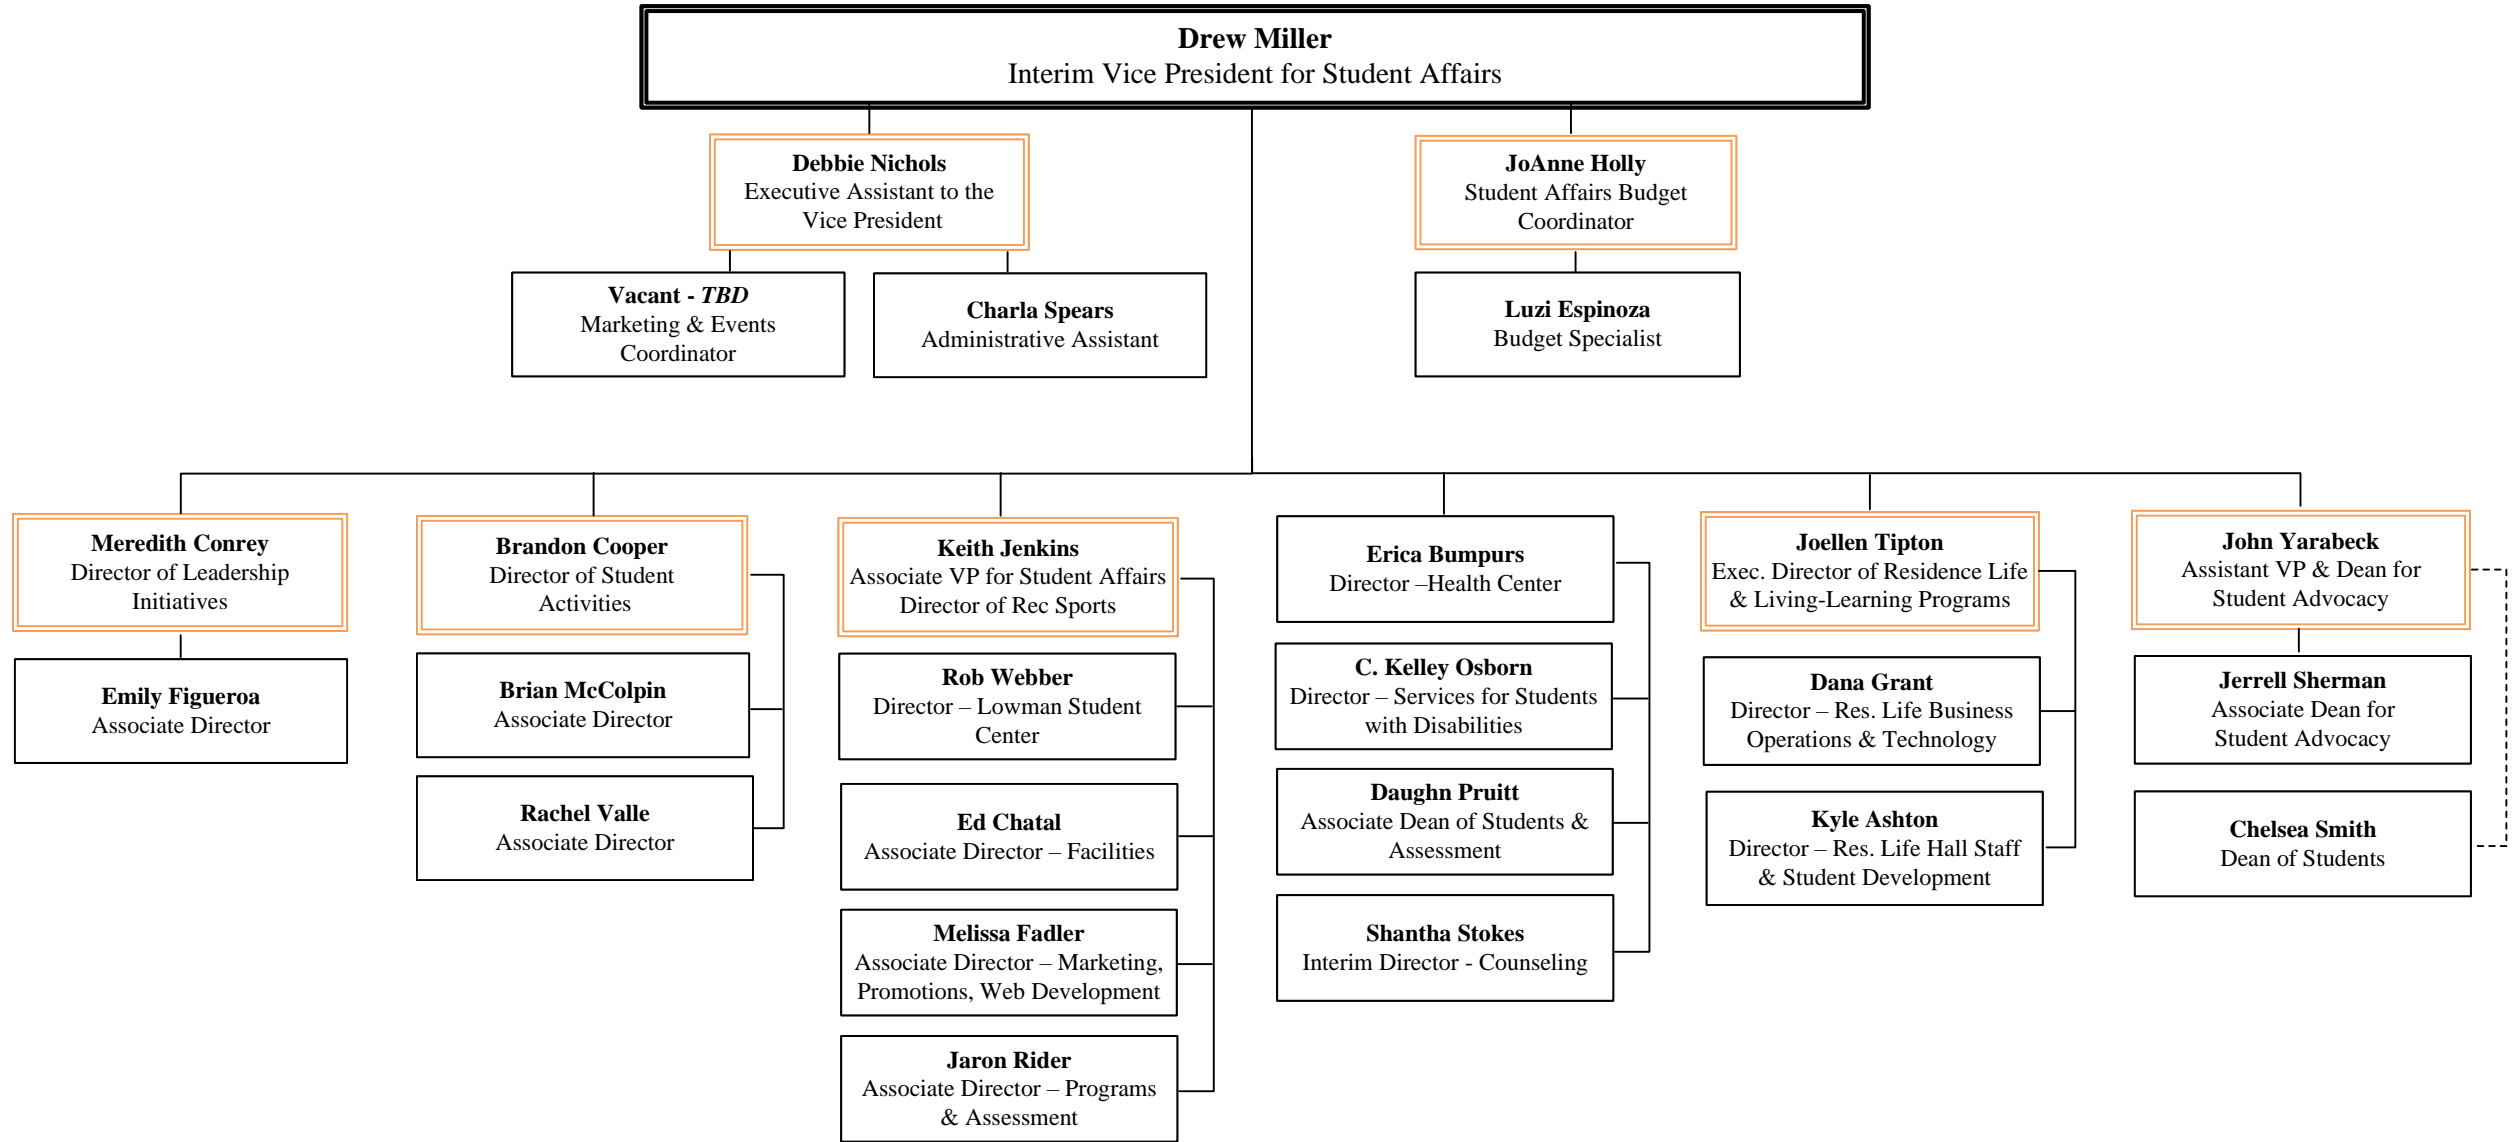 Drew Miller
Interim Vice President for Student Affairs
Debbie Nichols
Executive Assistant to the
Vice President
JoAnne Holly
Student Affairs Budget
Coordinator
Vacant - TBD
Marketing & Events
Coordinator
Charla Spears
Administrative Assistant
Luzi Espinoza
Budget Specialist
Meredith Conrey
Director of Leadership
Initiatives
Emily Figueroa
Associate Director
Brandon Cooper
Director of Student
Activities
Brian McColpin
Associate Director
Rachel Valle
Associate Director
Keith Jenkins
Associate VP for Student Affairs
Director of Rec Sports
Rob Webber
Director – Lowman Student
Center
Ed Chatal
Associate Director – Facilities
Melissa Fadler
Associate Director – Marketing,
Promotions, Web Development
Jaron Rider
Associate Director – Programs
& Assessment
Erica Bumpurs
Director –Health Center
C. Kelley Osborn
Director – Services for Students
with Disabilities
Daughn Pruitt
Associate Dean of Students &
Assessment
Shantha Stokes
Interim Director - Counseling
Joellen Tipton
Exec. Director of Residence Life
& Living-Learning Programs
Dana Grant
Director – Res. Life Business
Operations & Technology
Kyle Ashton
Director – Res. Life Hall Staff
& Student Development
John Yarabeck
Assistant VP & Dean for
Student Advocacy
Jerrell Sherman
Associate Dean for
Student Advocacy
Chelsea Smith
Dean of Students